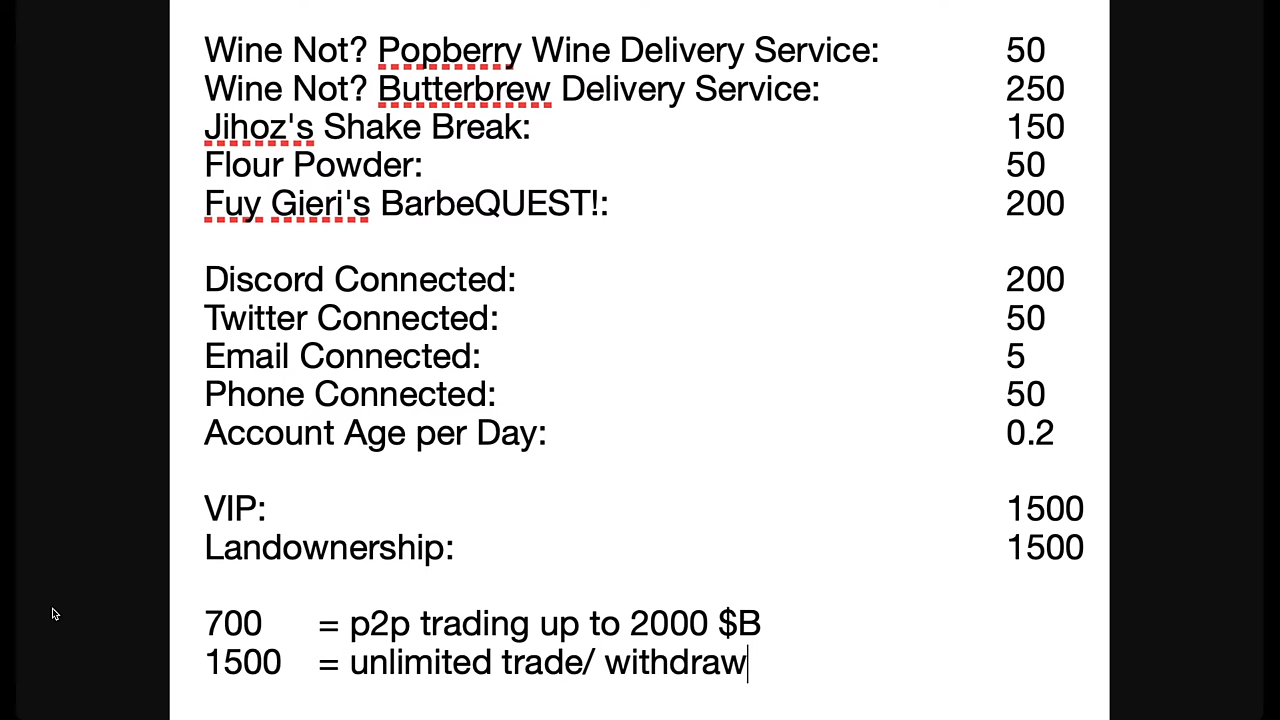 Wine Not? Popberry Wine Delivery Service: 50
Wine Not? Butterbrew Delivery Service: 250
Jihoz's Shake Break: 150
Flour Powder: 50
Fuy Gieri's BarbeQUEST!: 200
Discord Connected: 200
Twitter Connected: 50
Email Connected: 5
Phone Connected: 50
Account Age per Day: 0.2
VIP: 1500
Landownership: 1500
700 = p2p trading up to 2000 $B
1500 = unlimited trade/ withdraw